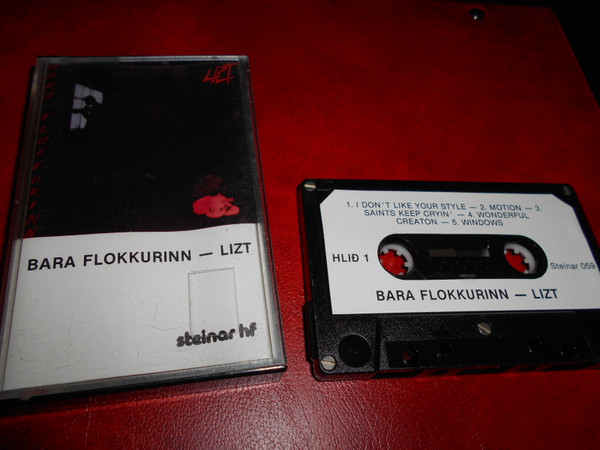 LIZT
BARA FLOKKURINN — LIZT
steinar hf
1. I DON'T LIKE YOUR STYLE — 2. MOTION — 3.
SAINTS KEEP CRYIN' — 4. WONDERFUL
CREATON — 5. WINDOWS
HLIÐ 1
Steinar 059
BARA FLOKKURINN — LIZT